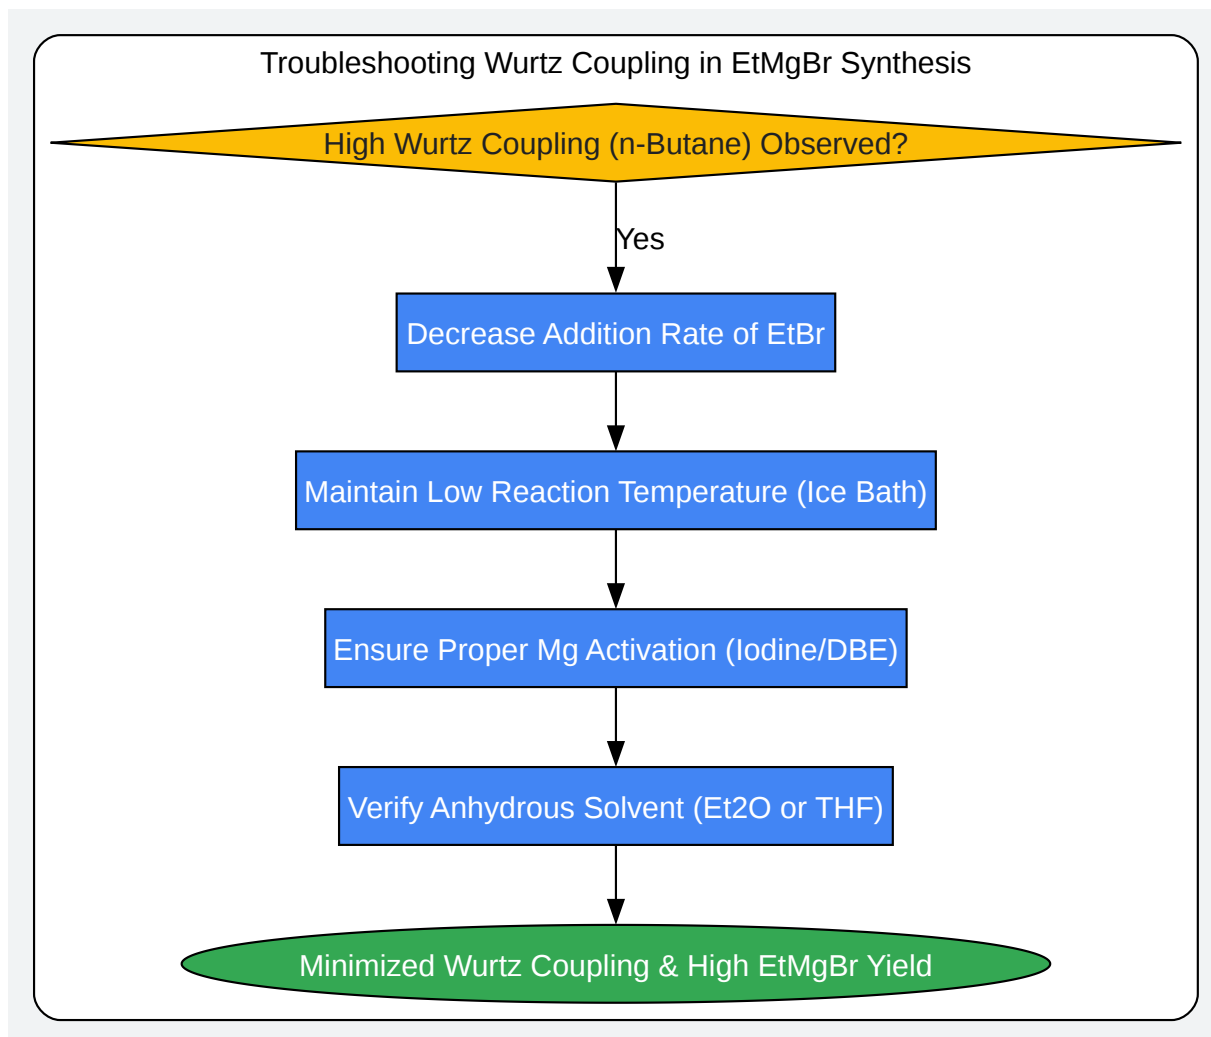 Troubleshooting Wurtz Coupling in EtMgBr Synthesis
High Wurtz Coupling (n-Butane) Observed?
Yes
Decrease Addition Rate of EtBr
Maintain Low Reaction Temperature (Ice Bath)
Ensure Proper Mg Activation (Iodine/DBE)
Verify Anhydrous Solvent (Et2O or THF)
Minimized Wurtz Coupling & High EtMgBr Yield